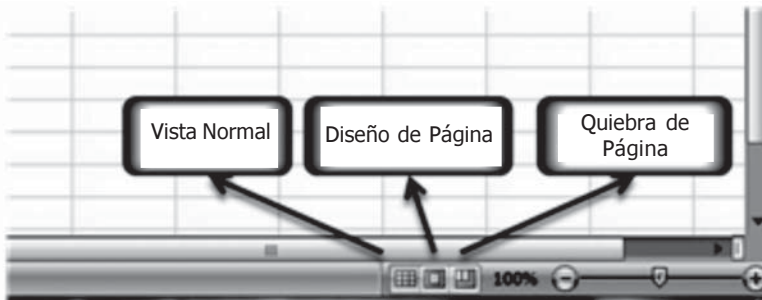 Vista Normal
Diseño de Página
Quiebra de
Página
100%